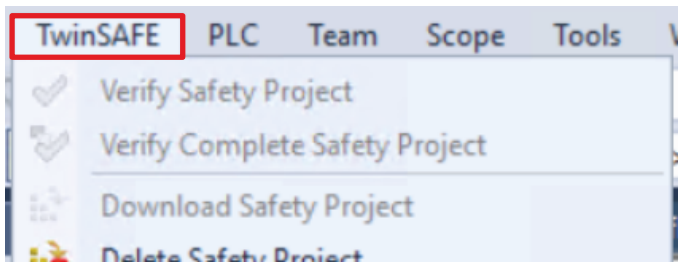 TwinSAFE PLC Team Scope Tools
Verify Safety Project
Verify Complete Safety Project
Download Safety Project
Delete Safety Project